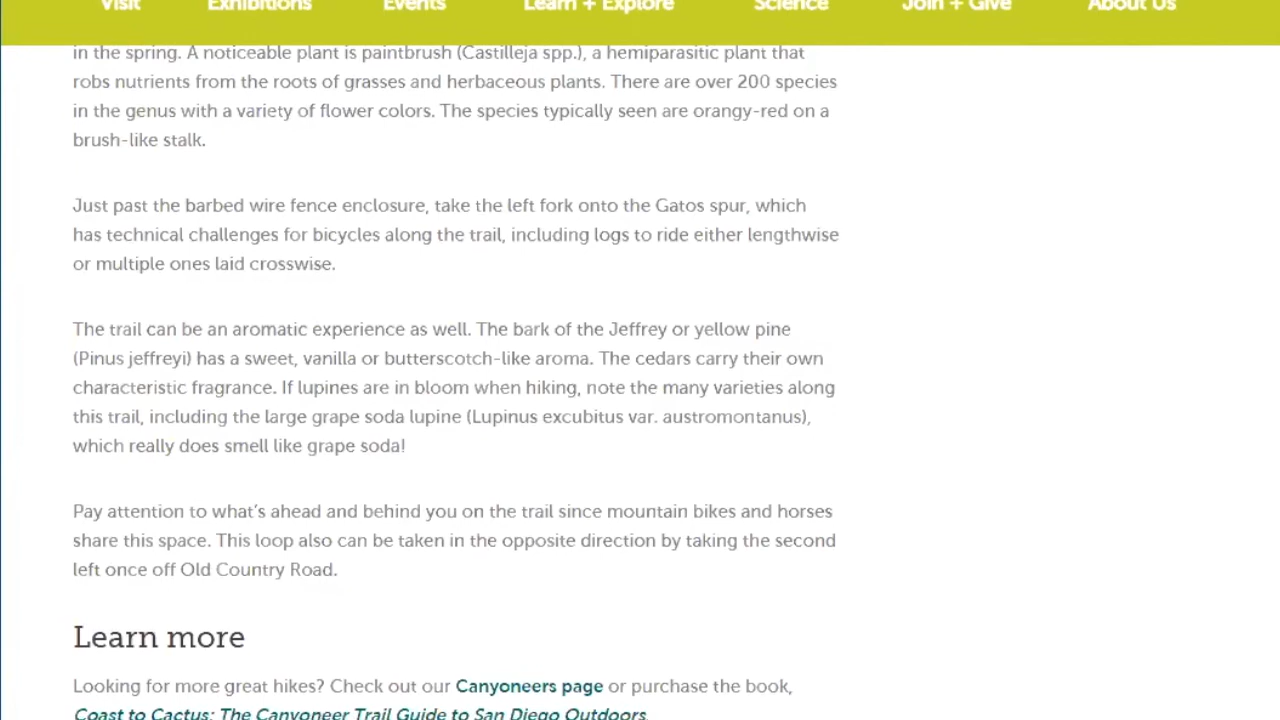 Visit Exhibitions Events Learn + Explore Science Join + Give About Us
in the spring. A noticeable plant is paintbrush (Castilleja spp.), a hemiparasitic plant that
robs nutrients from the roots of grasses and herbaceous plants. There are over 200 species
in the genus with a variety of flower colors. The species typically seen are orangy-red on a
brush-like stalk.
Just past the barbed wire fence enclosure, take the left fork onto the Gatos spur, which
has technical challenges for bicycles along the trail, including logs to ride either lengthwise
or multiple ones laid crosswise.
The trail can be an aromatic experience as well. The bark of the Jeffrey or yellow pine
(Pinus jeffreyi) has a sweet, vanilla or butterscotch-like aroma. The cedars carry their own
characteristic fragrance. If lupines are in bloom when hiking, note the many varieties along
this trail, including the large grape soda lupine (Lupinus excubitus var. austromontanus),
which really does smell like grape soda!
Pay attention to what’s ahead and behind you on the trail since mountain bikes and horses
share this space. This loop also can be taken in the opposite direction by taking the second
left once off Old Country Road.
Learn more
Looking for more great hikes? Check out our Canyoneers page or purchase the book,
Coast to Cactus: The Canyoneer Trail Guide to San Diego Outdoors.